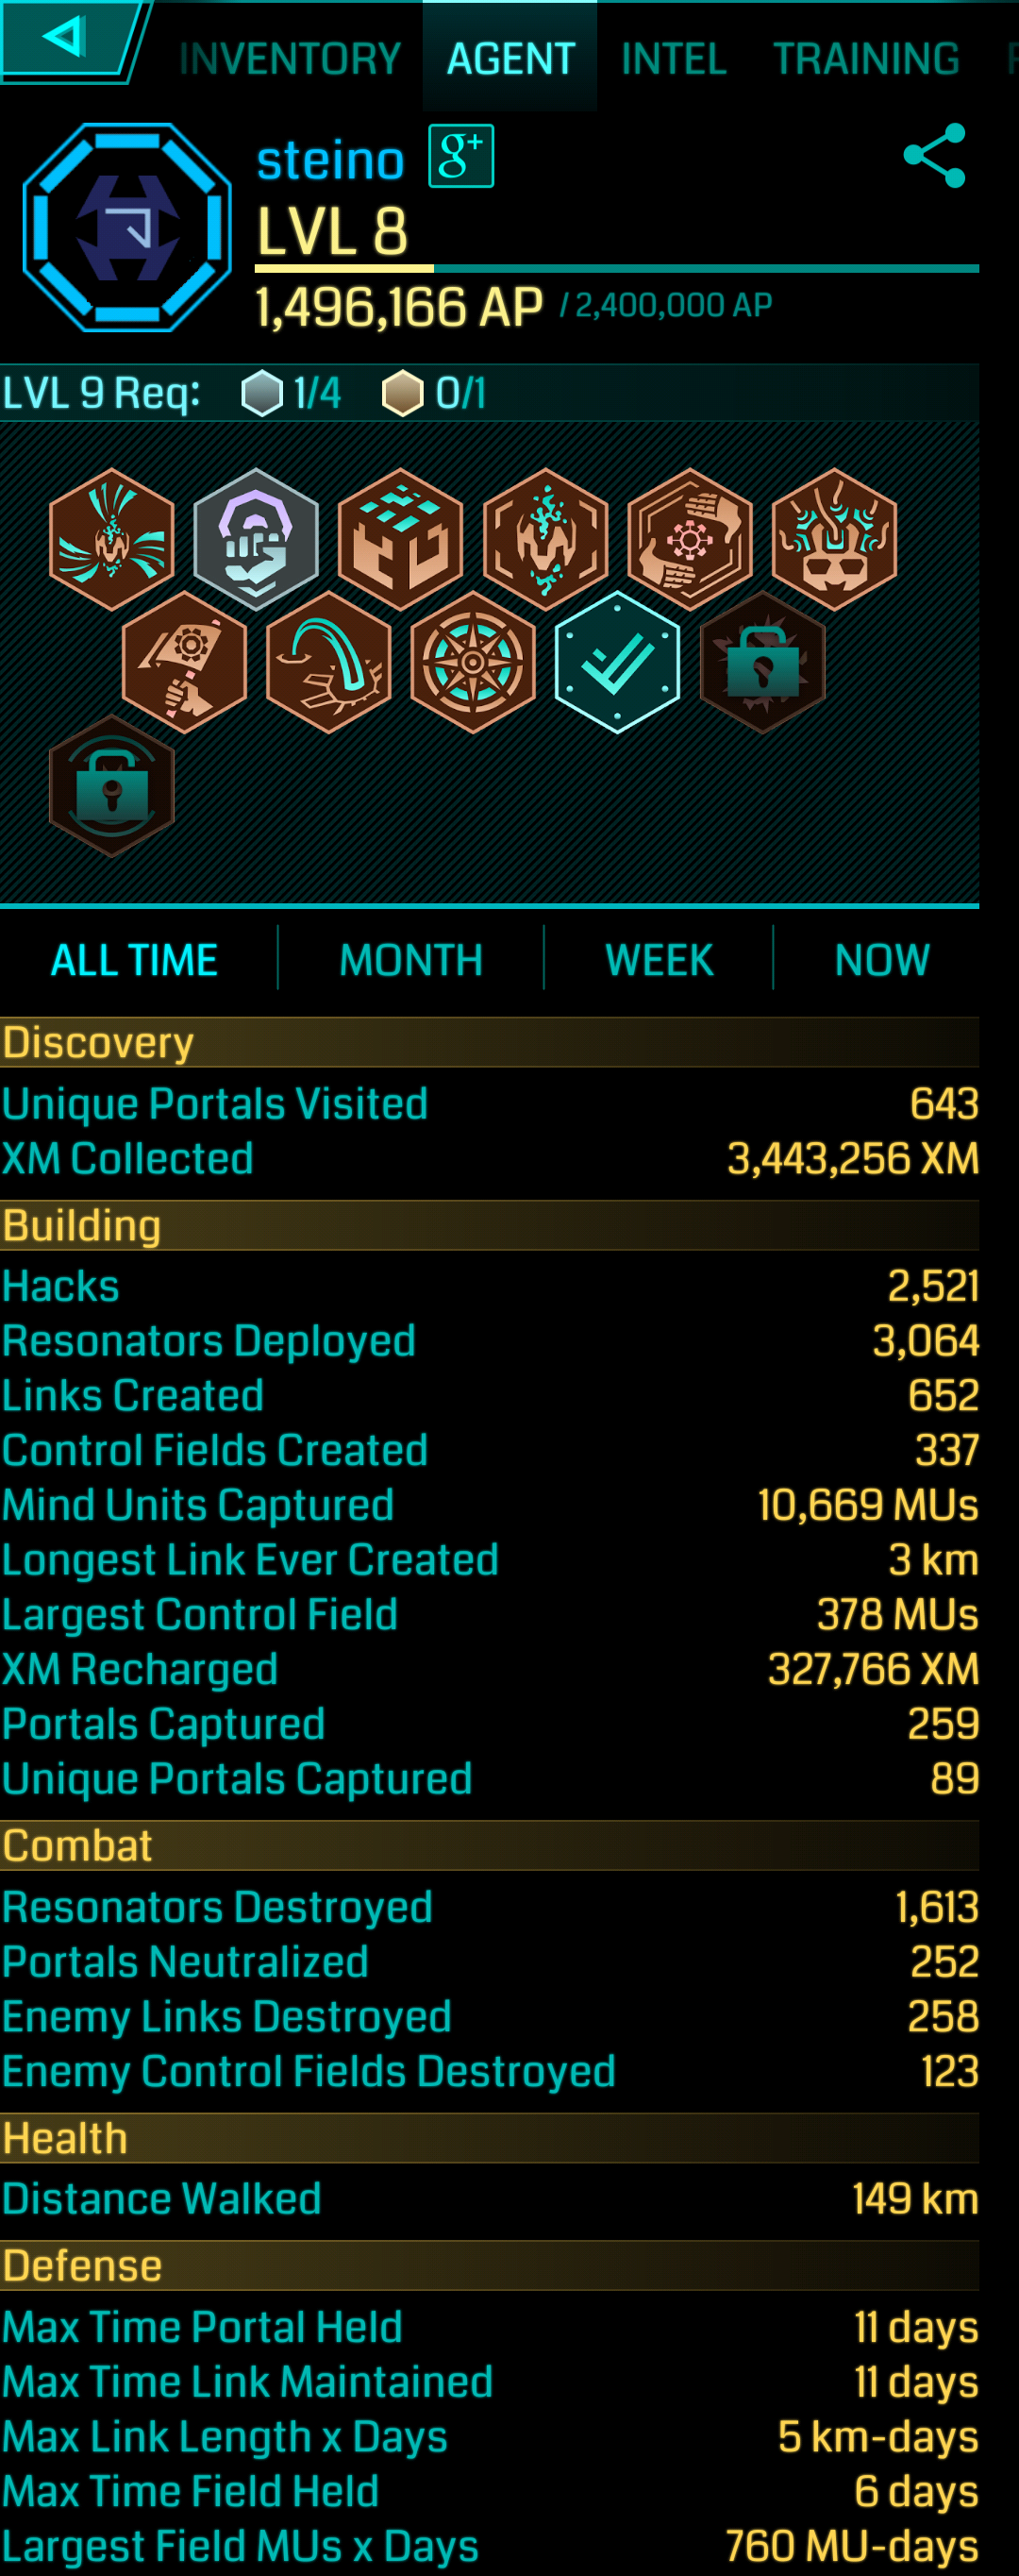 INVENTORY AGENT INTEL TRAINING
steino g+
LVL 8
1,496,166 AP / 2,400,000 AP
LVL 9 Req: 1/4 0/1
ALL TIME MONTH WEEK NOW
Discovery
Unique Portals Visited 643
XM Collected 3,443,256 XM
Building
Hacks 2,521
Resonators Deployed 3,064
Links Created 652
Control Fields Created 337
Mind Units Captured 10,669 MUs
Longest Link Ever Created 3 km
Largest Control Field 378 MUs
XM Recharged 327,766 XM
Portals Captured 259
Unique Portals Captured 89
Combat
Resonators Destroyed 1,613
Portals Neutralized 252
Enemy Links Destroyed 258
Enemy Control Fields Destroyed 123
Health
Distance Walked 149 km
Defense
Max Time Portal Held 11 days
Max Time Link Maintained 11 days
Max Link Length x Days 5 km-days
Max Time Field Held 6 days
Largest Field MUs x Days 760 MU-days